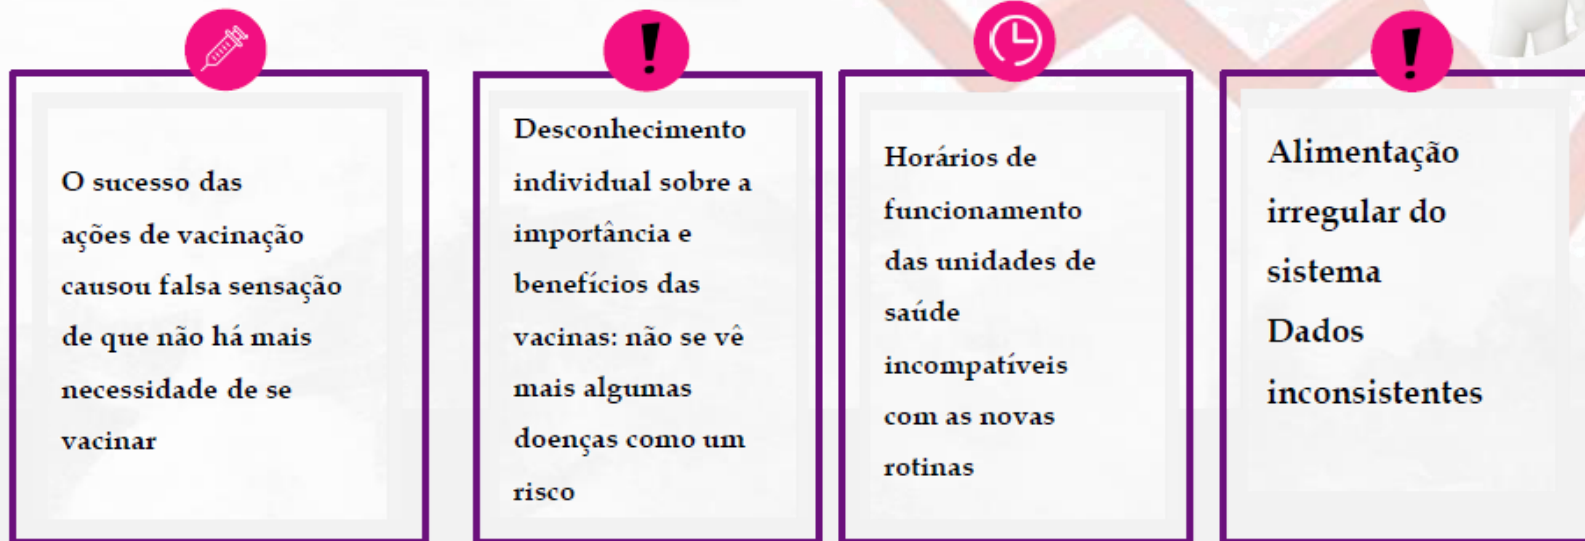 O sucesso das
ações de vacinação
causou falsa sensação
de que não há mais
necessidade de se
vacinar
Desconhecimento
individual sobre a
importância e
benefícios das
vacinas: não se vê
mais algumas
doenças como um
risco
Horários de
funcionamento
das unidades de
saúde
incompatíveis
com as novas
rotinas
Alimentação
irregular do
sistema
Dados
inconsistentes